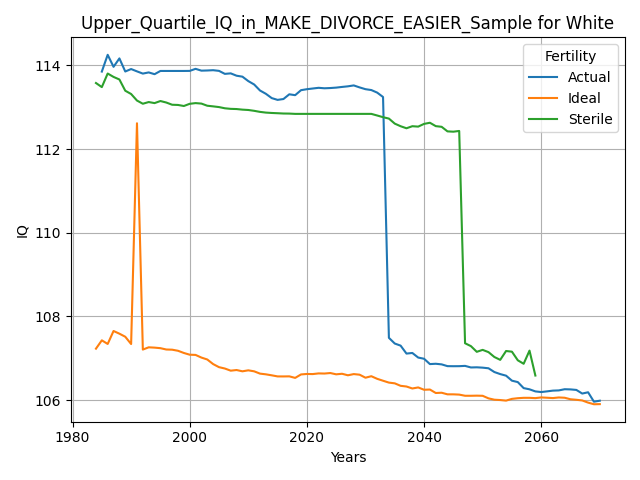 Upper_Quartile_IQ_in_MAKE_DIVORCE_EASIER_Sample for White
Fertility
Actual
Ideal
Sterile
114
112
110
108
106
IQ
1980
2000
2020
2040
2060
Years